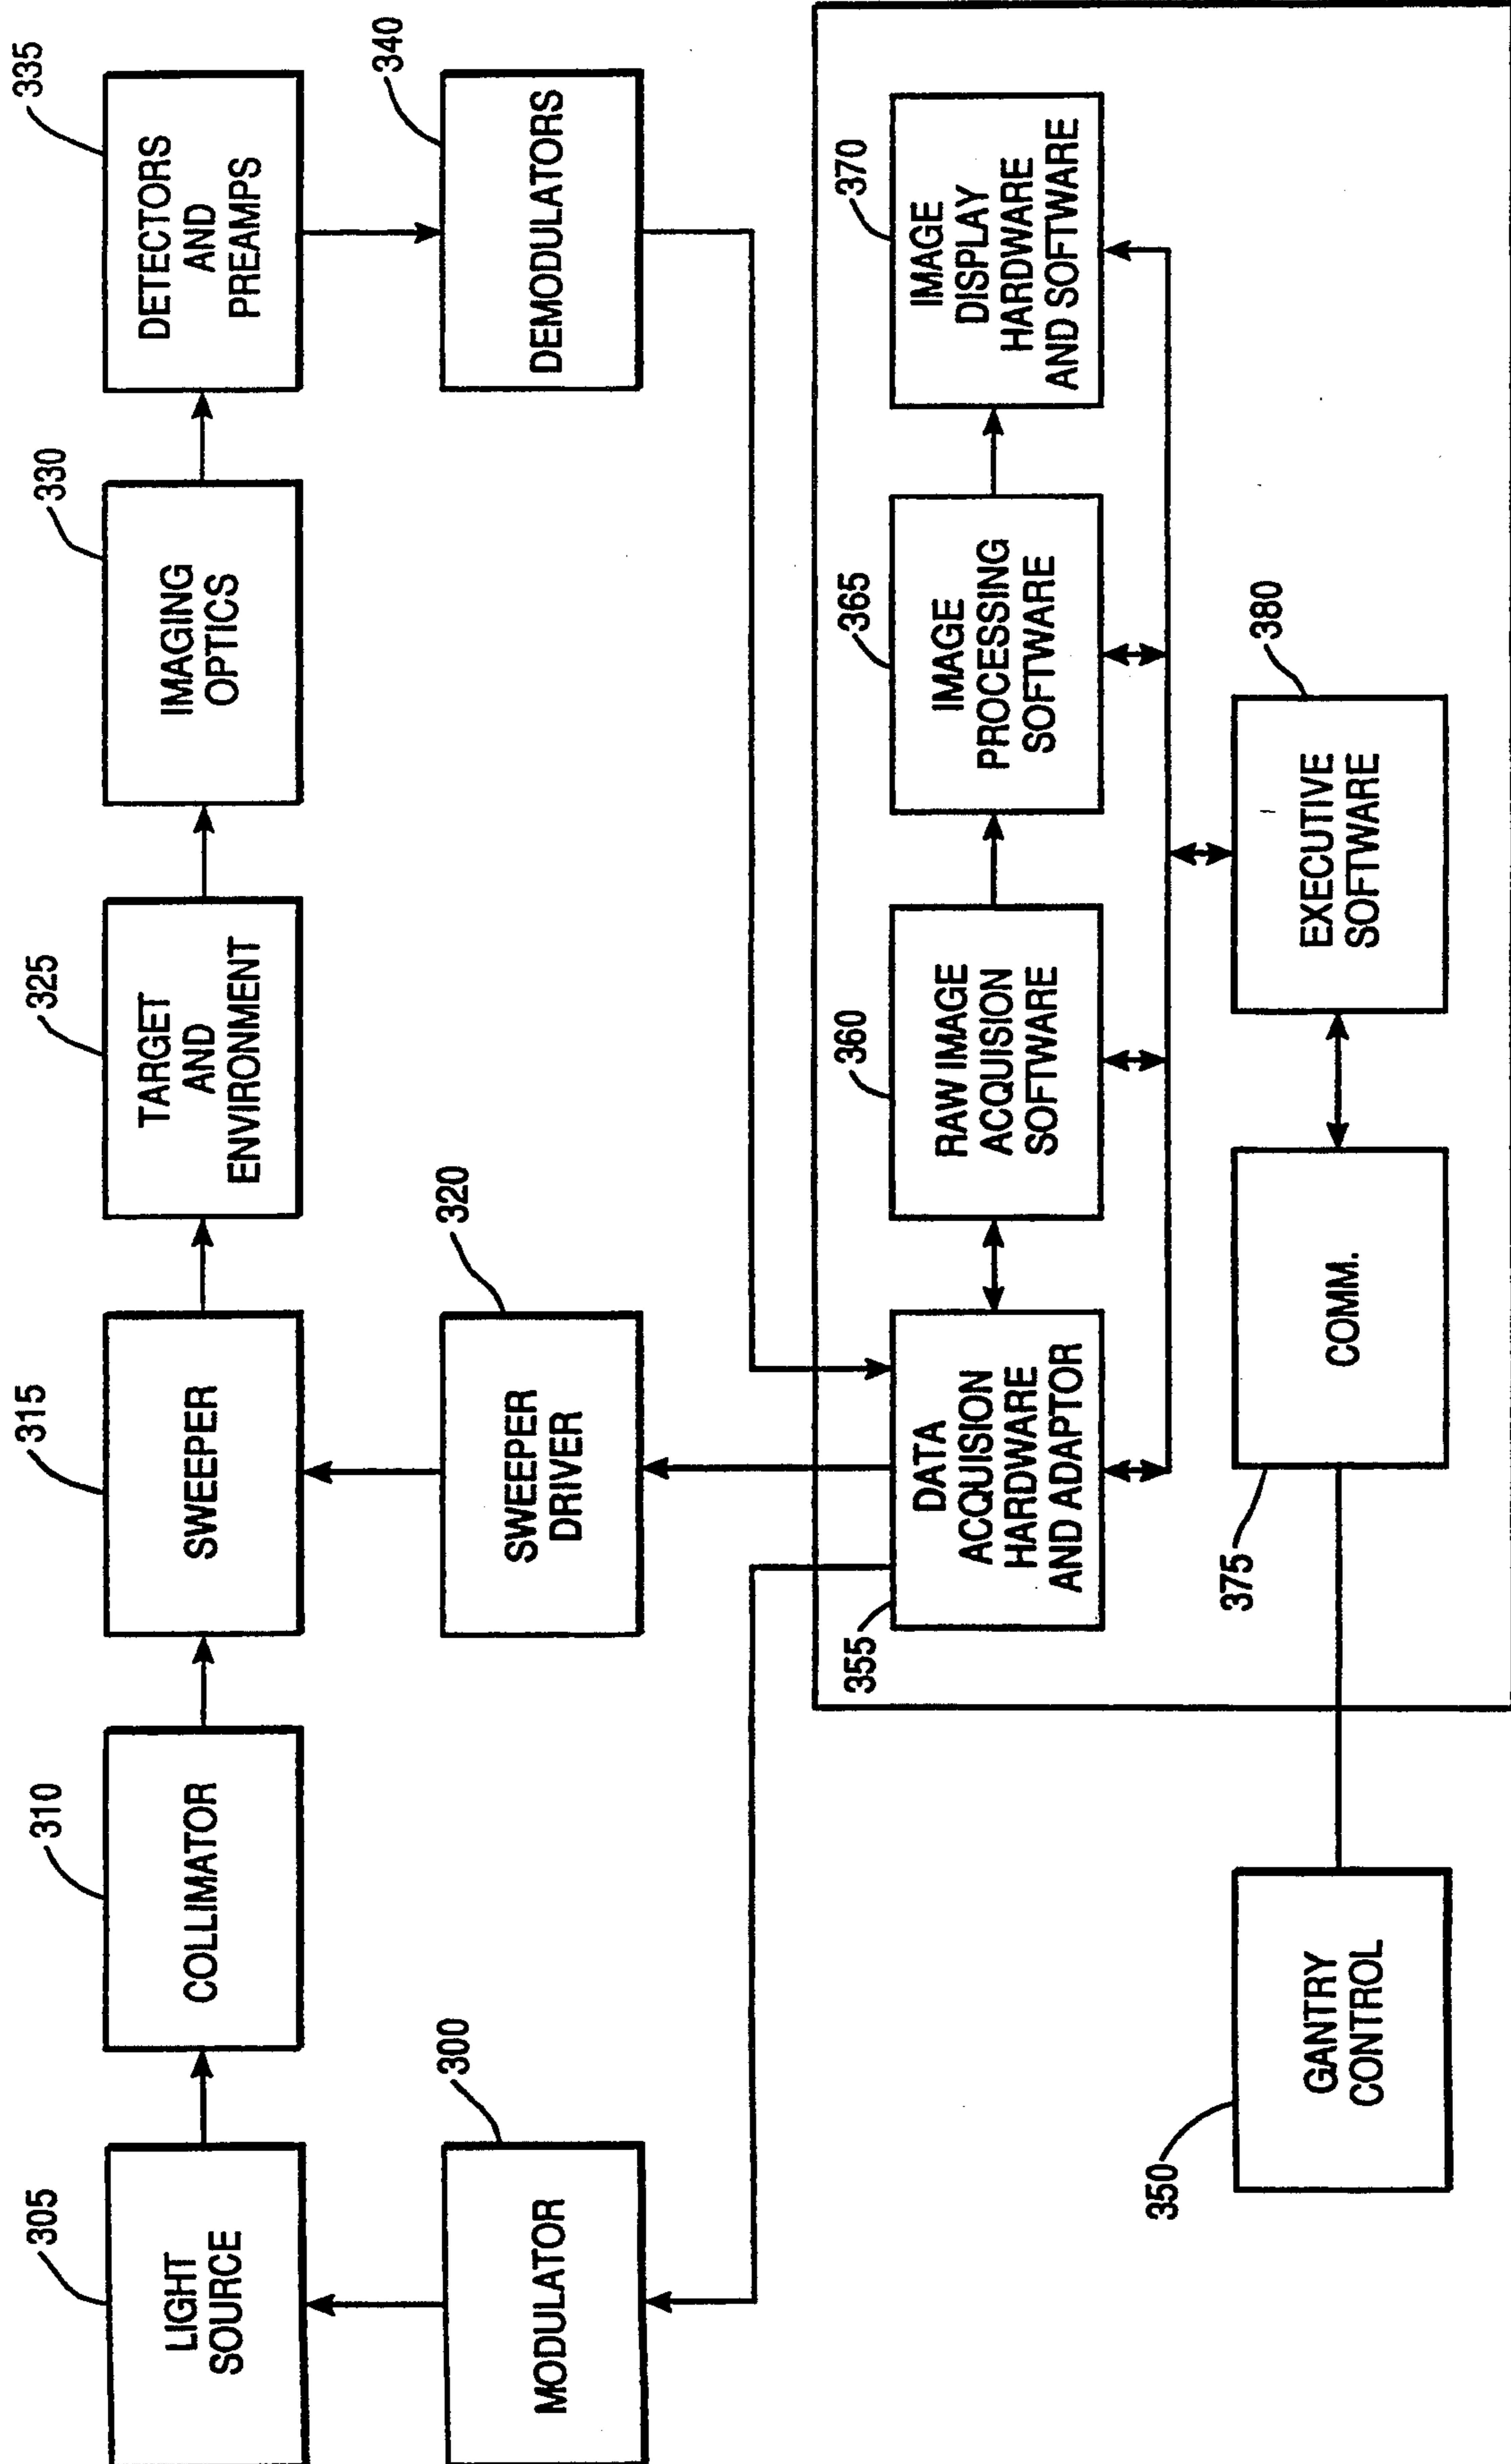 305
LIGHT
SOURCE
310
COLLIMATOR
315
SWEEPER
325
TARGET
AND
ENVIRONMENT
330
IMAGING
OPTICS
335
DETECTORS
AND
PREAMPS
300
MODULATOR
320
SWEEPER
DRIVER
340
DEMODULATORS
355
DATA
ACQUISION
HARDWARE
AND ADAPTOR
360
RAW IMAGE
ACQUISION
SOFTWARE
365
IMAGE
PROCESSING
SOFTWARE
370
IMAGE
DISPLAY
HARDWARE
AND SOFTWARE
350
GANTRY
CONTROL
375
COMM.
380
EXECUTIVE
SOFTWARE